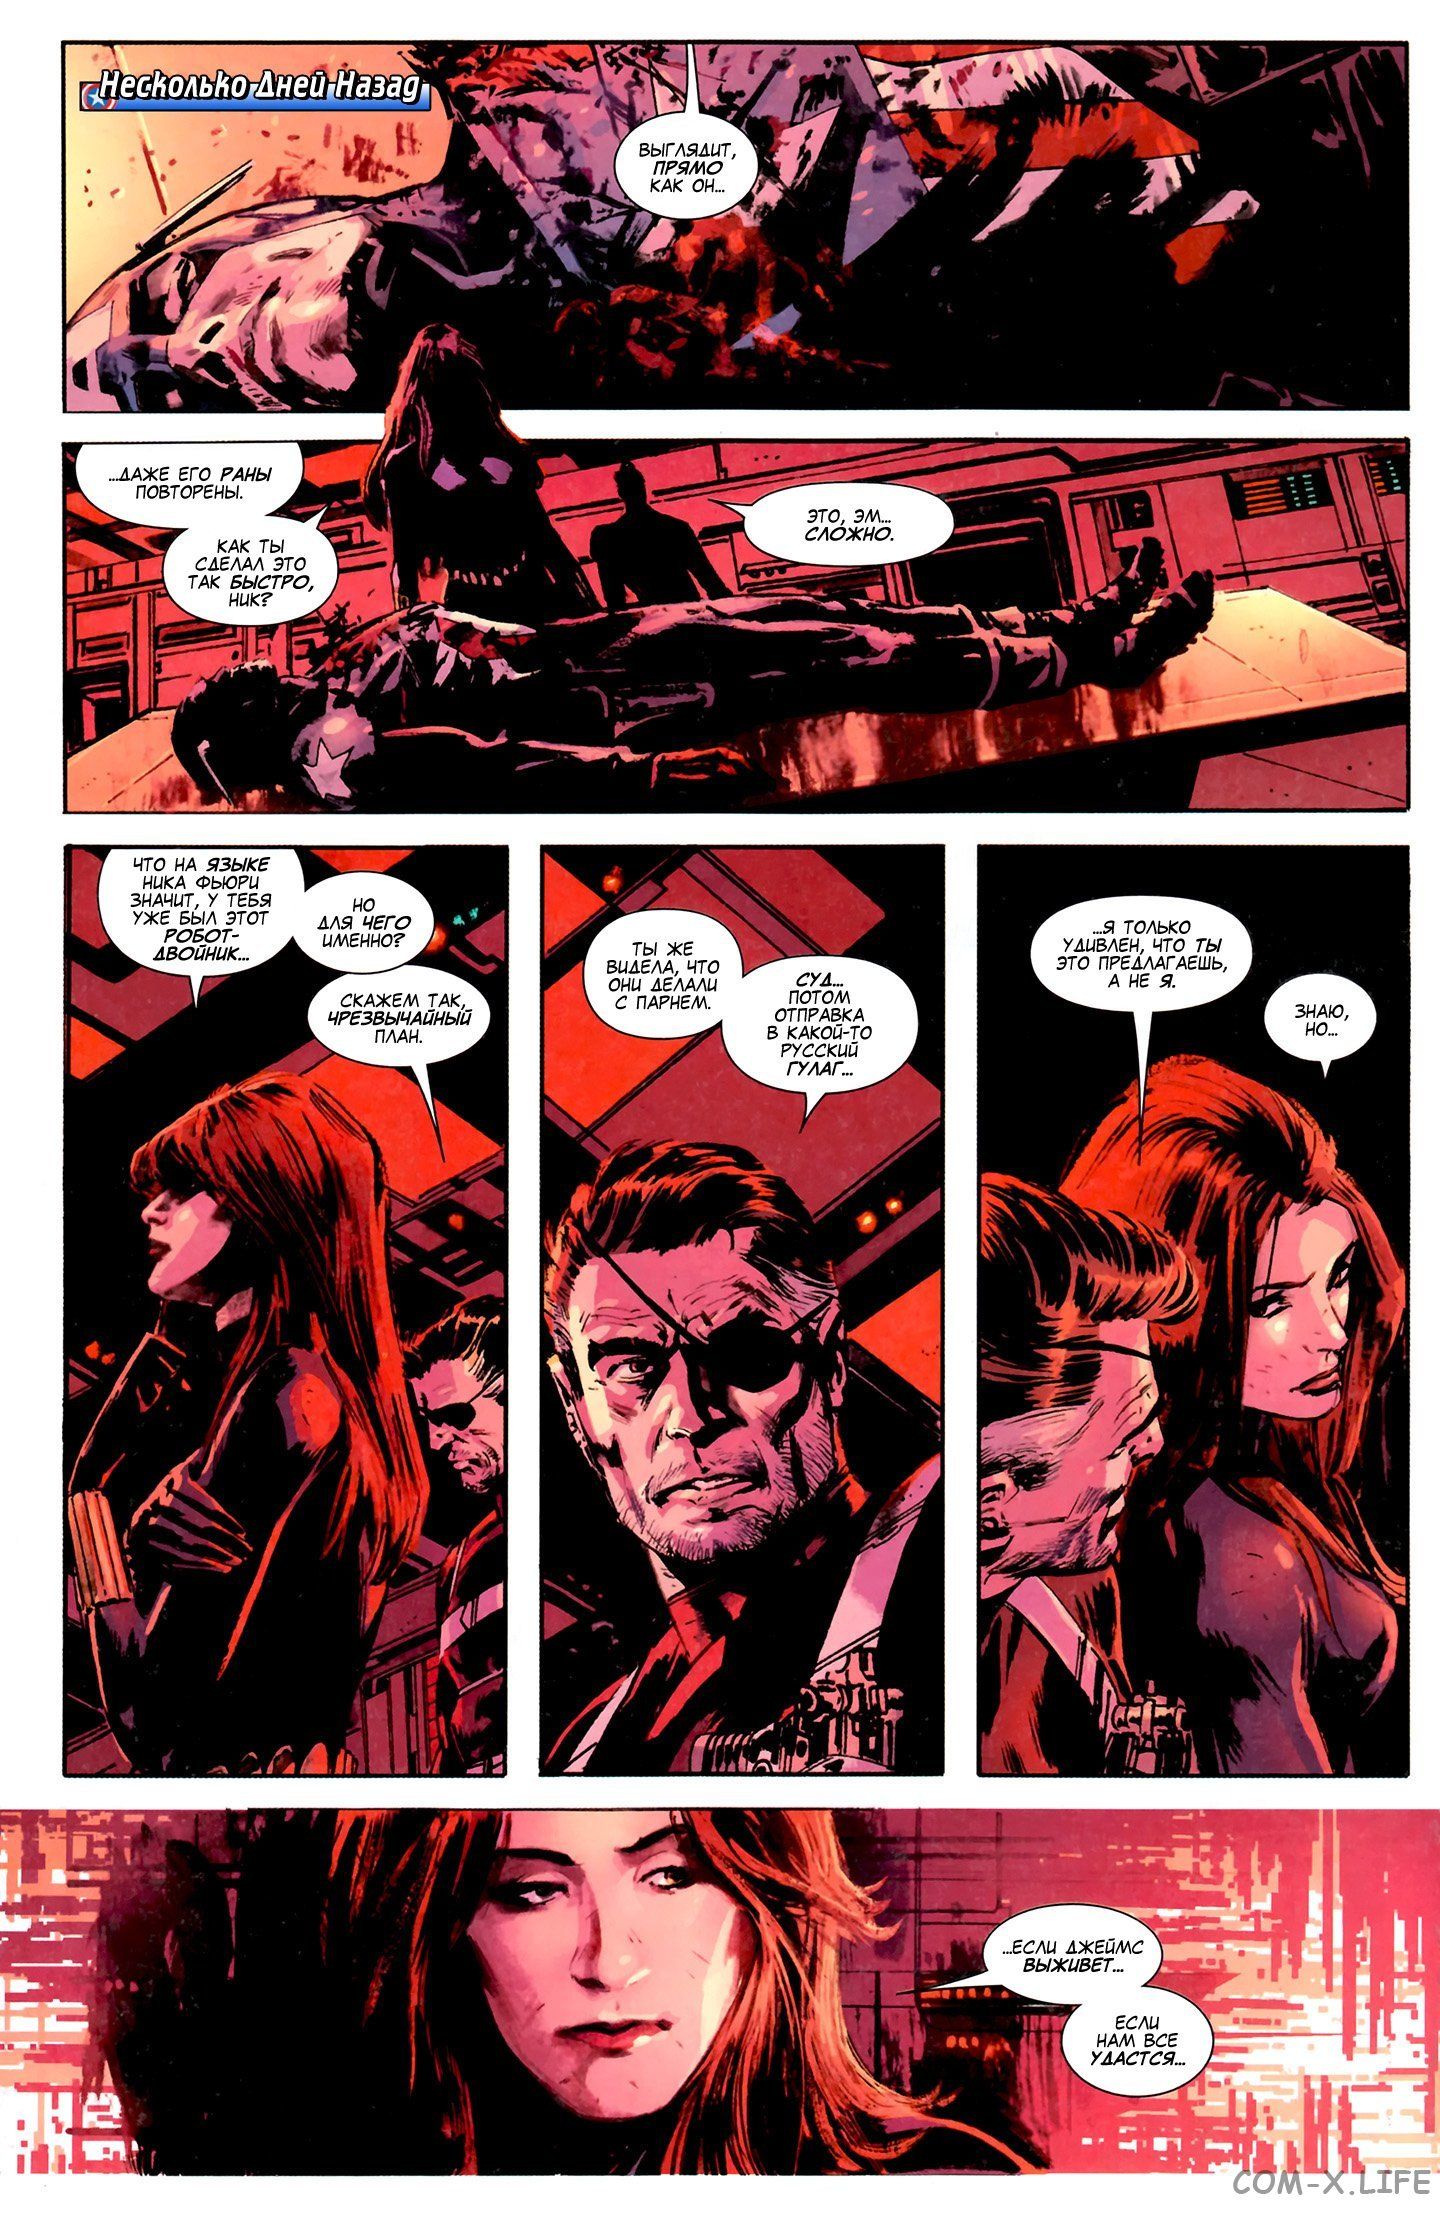 Несколько Дней Назад
ВЫГЛЯДИТ,
ПРЯМО
КАК ОН...
...ДАЖЕ ЕГО РАНЫ
ПОВТОРЕНЫ.
КАК ТЫ
СДЕЛАЛ ЭТО
ТАК БЫСТРО,
НИК?
ЭТО, ЭМ...
СЛОЖНО.
ЧТО НА ЯЗЫКЕ
НИКА ФЬЮРИ
ЗНАЧИТ, У ТЕБЯ
УЖЕ БЫЛ ЭТОТ
РОБОТ-
ДВОЙНИК...
НО
ДЛЯ ЧЕГО
ИМЕННО?
СКАЖЕМ ТАК,
ЧРЕЗВЫЧАЙНЫЙ
ПЛАН.
ТЫ ЖЕ
ВИДЕЛА, ЧТО
ОНИ ДЕЛАЛИ
С ПАРНЕМ.
СУД...
ПОТОМ
ОТПРАВКА
В КАКОЙ-ТО
РУССКИЙ
ГУЛАГ...
...Я ТОЛЬКО
УДИВЛЕН, ЧТО ТЫ
ЭТО ПРЕДЛАГАЕШЬ,
А НЕ Я.
ЗНАЮ,
НО...
...ЕСЛИ ДЖЕЙМС
ВЫЖИВЕТ...
ЕСЛИ
НАМ ВСЕ
УДАСТСЯ...
COM-X.LIFE